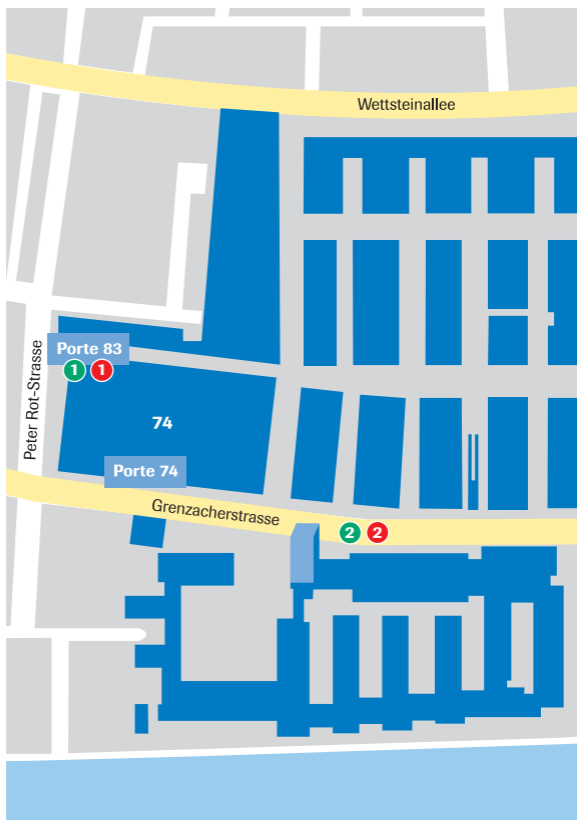 Wettsteinallee
Porte 83
1 1
Peter Rot-Strasse
74
Porte 74
Grenzacherstrasse
2 2